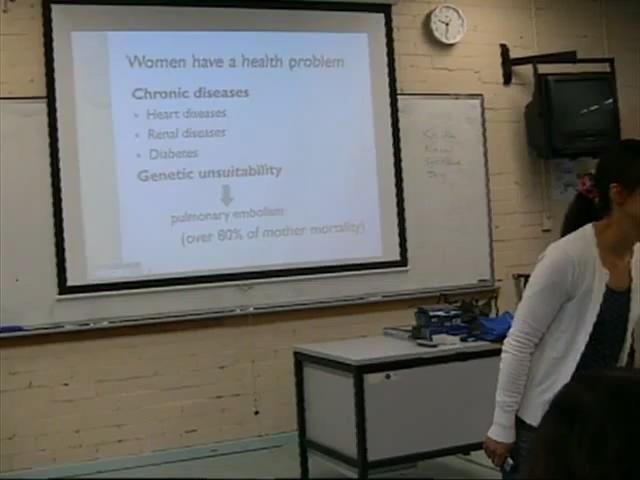 Women have a health problem
Chronic diseases
• Heart diseases
• Renal diseases
• Diabetes
Genetic unsuitability
pulmonary embolism
(over 80% of mother mortality)